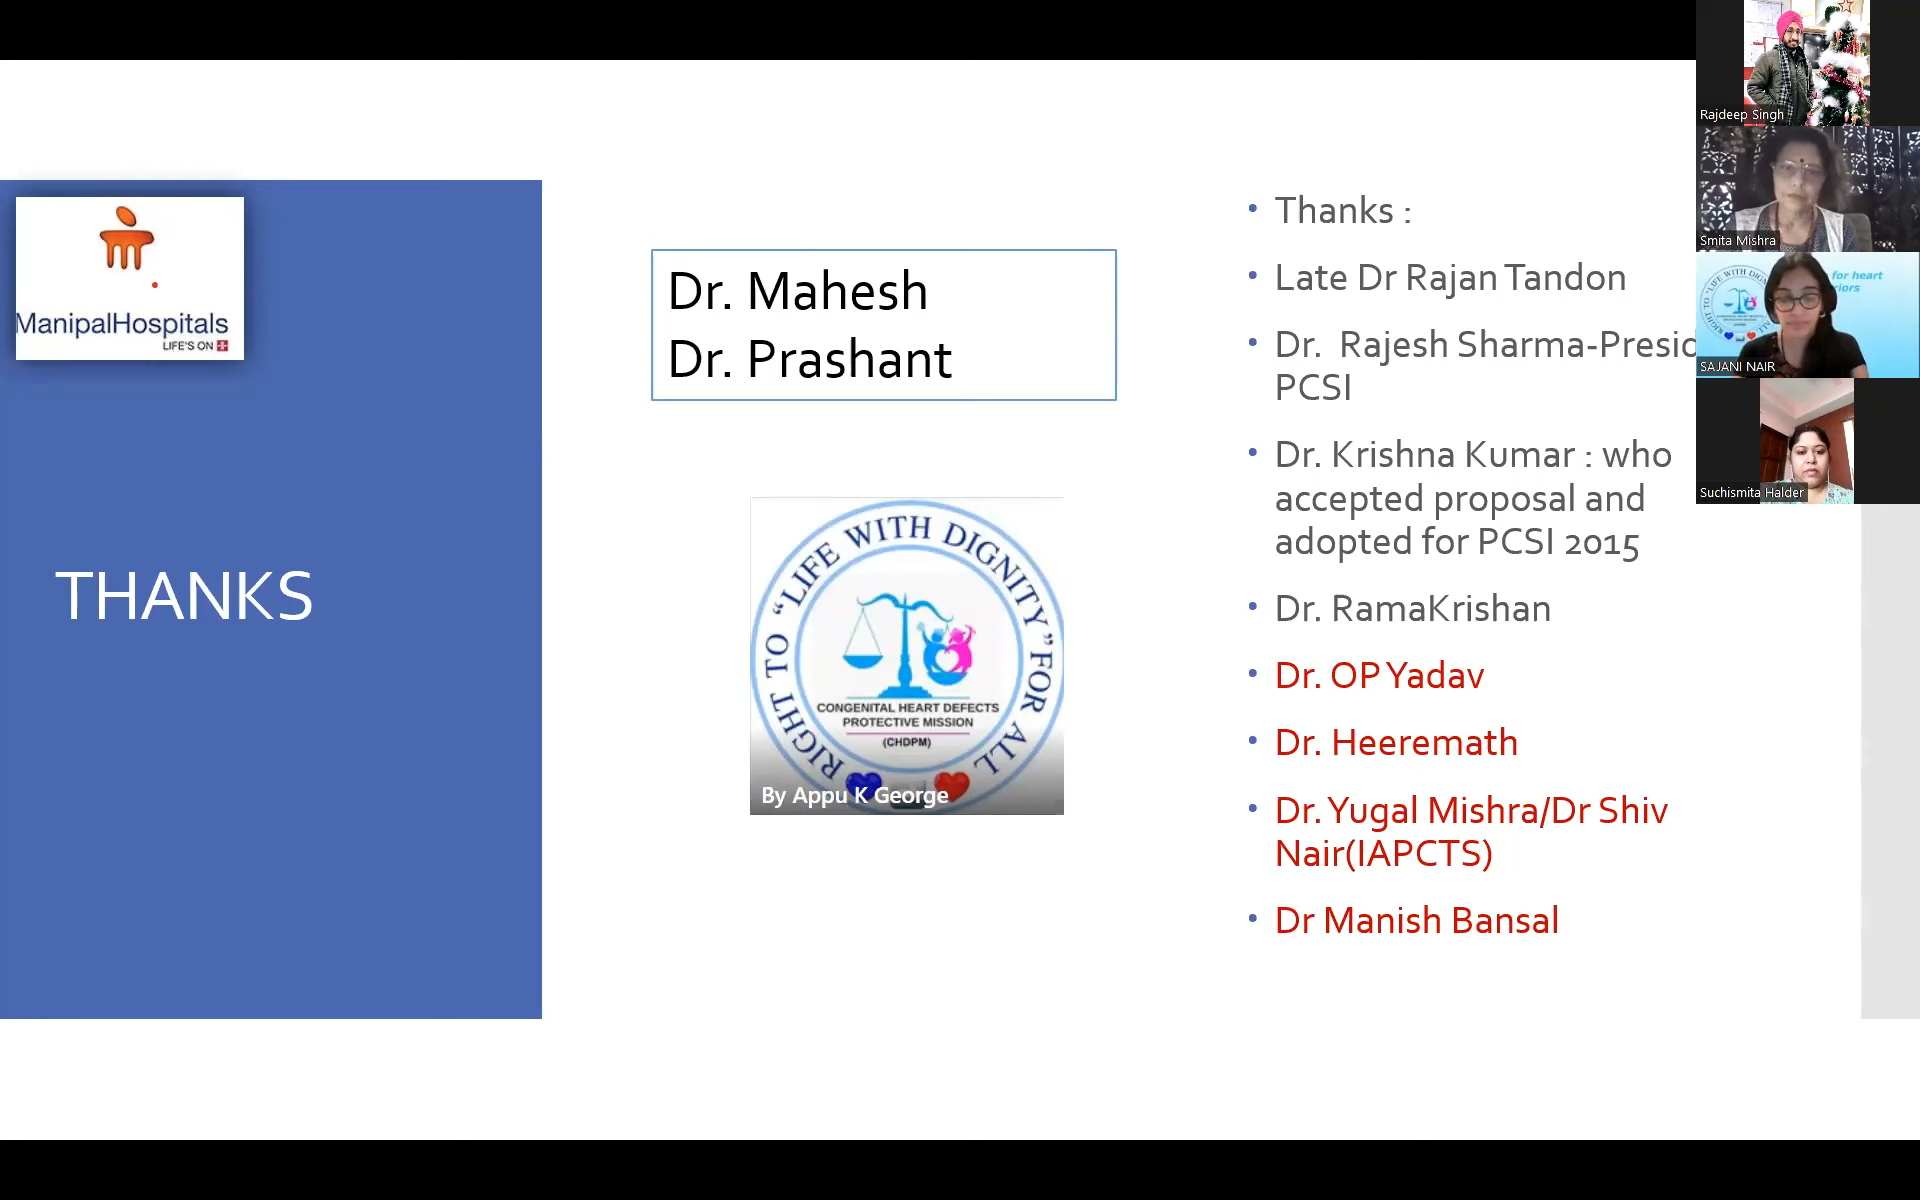 ManipalHospitals
LIFE'S ON
THANKS
Dr. Mahesh
Dr. Prashant
RIGHT TO "LIFE WITH DIGNITY" FOR ALL
CONGENITAL HEART DEFECTS
PROTECTIVE MISSION
(CHDPM)
By Appu K George
• Thanks :
• Late Dr Rajan Tandon
• Dr. Rajesh Sharma-Presid
PCSI
• Dr. Krishna Kumar : who
accepted proposal and
adopted for PCSI 2015
• Dr. RamaKrishan
• Dr. OP Yadav
• Dr. Heeremath
• Dr. Yugal Mishra/Dr Shiv
Nair(IAPCTS)
• Dr Manish Bansal
Rajdeep Singh
Smita Mishra
for heart
SAJANI NAIR
Suchismita Halder